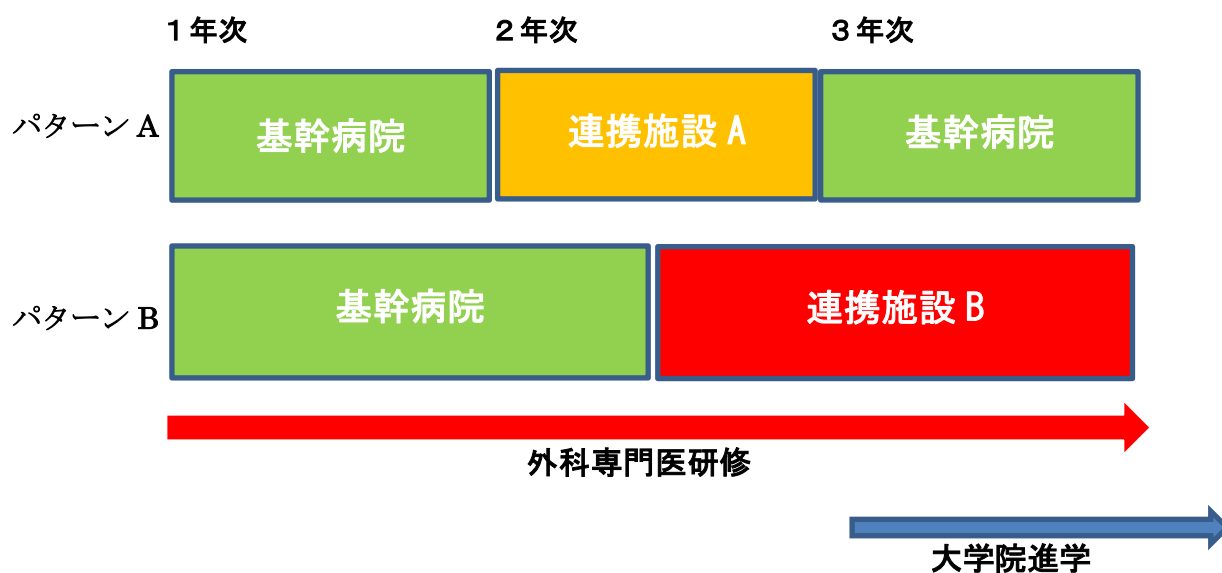 １年次 ２年次 ３年次
パターン A 基幹病院 連携施設 A 基幹病院
パターン B 基幹病院 連携施設 B
外科専門医研修
大学院進学